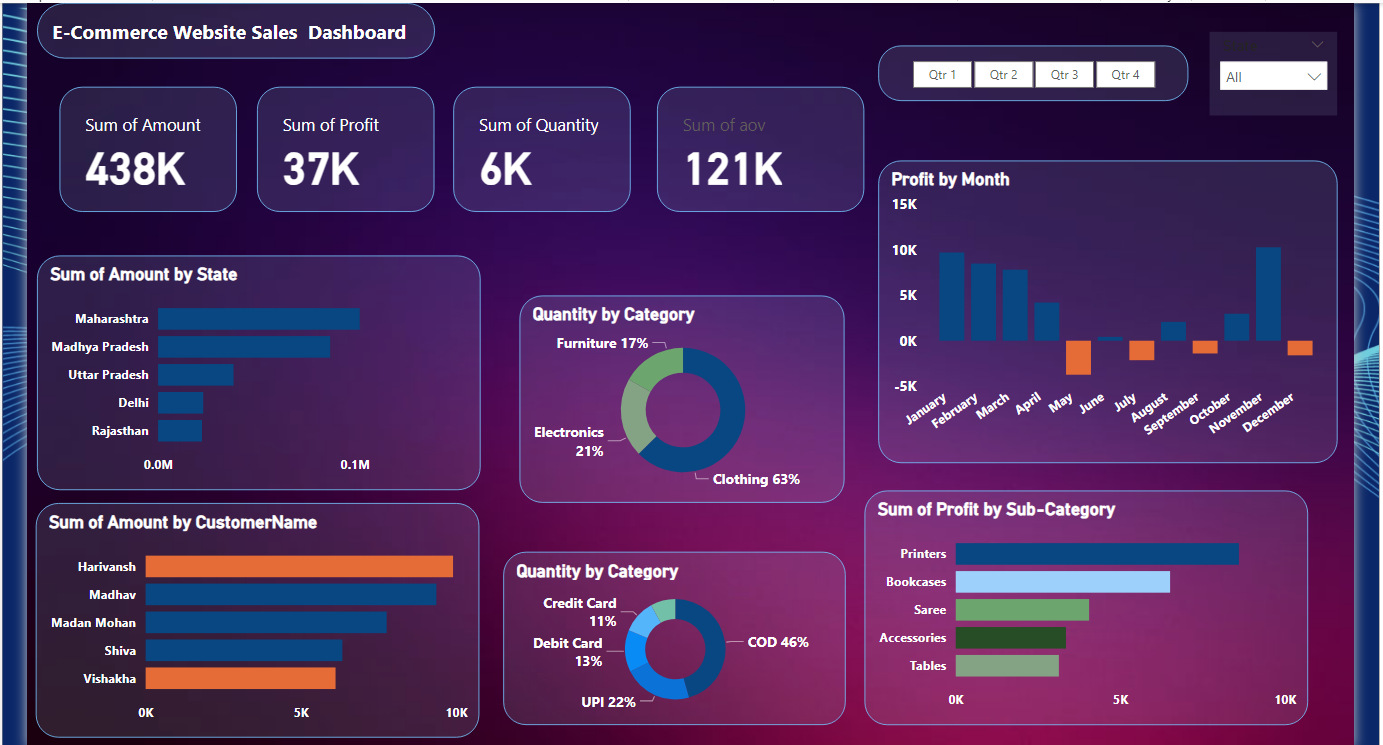 E-Commerce Website Sales Dashboard
Qtr 1
Qtr 2
Qtr 3
Qtr 4
All
Sum of Amount
438K
Sum of Profit
37K
Sum of Quantity
6K
Sum of aov
121K
Profit by Month
15K
10K
5K
0K
-5K
January
February
March
April
May
June
July
August
September
October
November
December
Sum of Amount by State
Maharashtra
Madhya Pradesh
Uttar Pradesh
Delhi
Rajasthan
0.0M
0.1M
Quantity by Category
Furniture 17%
Electronics
21%
Clothing 63%
Sum of Amount by CustomerName
Harivansh
Madhav
Madan Mohan
Shiva
Vishakha
0K
5K
10K
Quantity by Category
Credit Card
11%
Debit Card
13%
UPI 22%
COD 46%
Sum of Profit by Sub-Category
Printers
Bookcases
Saree
Accessories
Tables
0K
5K
10K